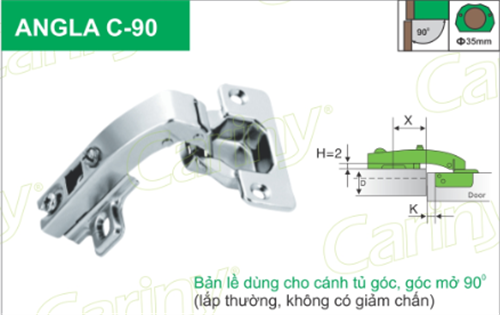 ANGLA C-90
90°
Φ35mm
Cariny®
X
H=2
D
K
Door
Bản lề dùng cho cánh tủ góc, góc mở 90°
(lắp thường, không có giảm chấn)